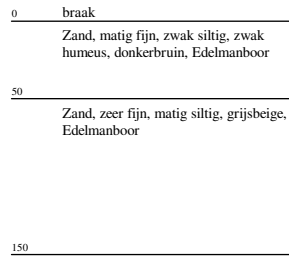 0 braak
Zand, matig fijn, zwak siltig, zwak
humeus, donkerbruin, Edelmanboor
50
Zand, zeer fijn, matig siltig, grijsbeige,
Edelmanboor
150